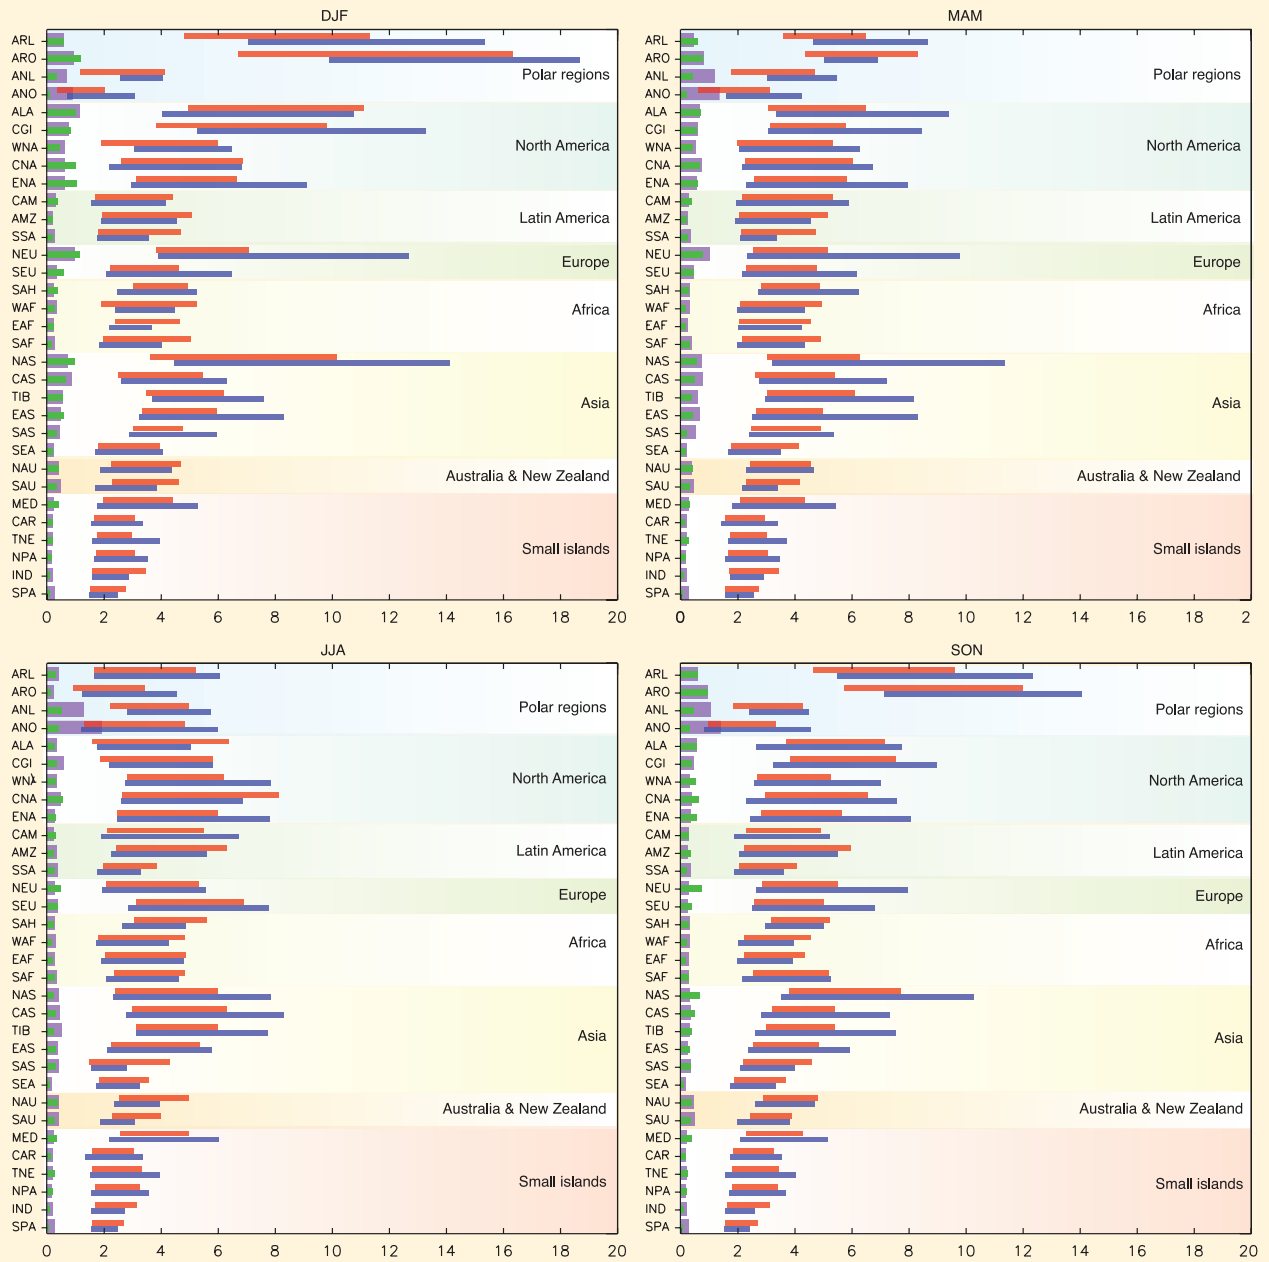 DJF
ARL
ARO
ANL
ANO
Polar regions
ALA
CGI
WNA
CNA
ENA
North America
CAM
AMZ
SSA
Latin America
NEU
SEU
Europe
SAH
WAF
EAF
SAF
Africa
NAS
CAS
TIB
EAS
SAS
SEA
Asia
NAU
SAU
Australia & New Zealand
MED
CAR
TNE
NPA
IND
SPA
Small islands
0 2 4 6 8 10 12 14 16 18 20
MAM
ARL
ARO
ANL
ANO
Polar regions
ALA
CGI
WNA
CNA
ENA
North America
CAM
AMZ
SSA
Latin America
NEU
SEU
Europe
SAH
WAF
EAF
SAF
Africa
NAS
CAS
TIB
EAS
SAS
SEA
Asia
NAU
SAU
Australia & New Zealand
MED
CAR
TNE
NPA
IND
SPA
Small islands
0 2 4 6 8 10 12 14 16 18 2
JJA
ARL
ARO
ANL
ANO
Polar regions
ALA
CGI
WNA
CNA
ENA
North America
CAM
AMZ
SSA
Latin America
NEU
SEU
Europe
SAH
WAF
EAF
SAF
Africa
NAS
CAS
TIB
EAS
SAS
SEA
Asia
NAU
SAU
Australia & New Zealand
MED
CAR
TNE
NPA
IND
SPA
Small islands
0 2 4 6 8 10 12 14 16 18 20
SON
ARL
ARO
ANL
ANO
Polar regions
ALA
CGI
WNA
CNA
ENA
North America
CAM
AMZ
SSA
Latin America
NEU
SEU
Europe
SAH
WAF
EAF
SAF
Africa
NAS
CAS
TIB
EAS
SAS
SEA
Asia
NAU
SAU
Australia & New Zealand
MED
CAR
TNE
NPA
IND
SPA
Small islands
0 2 4 6 8 10 12 14 16 18 20